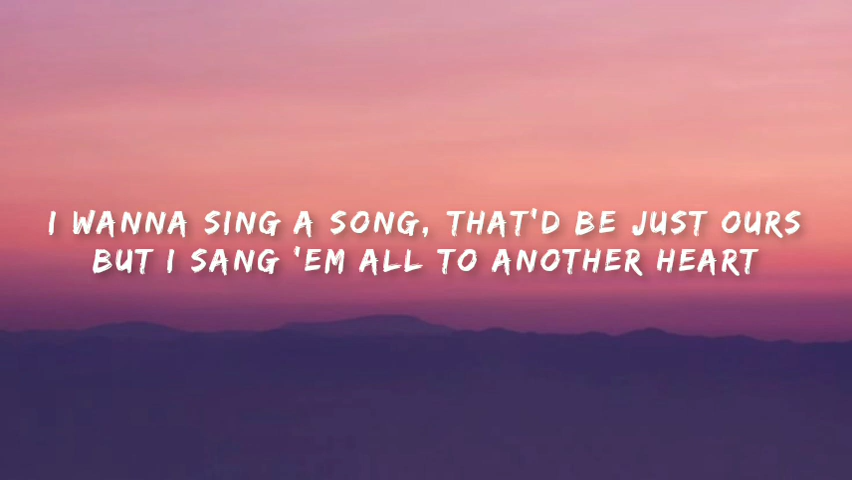 I WANNA SING A SONG, THAT'D BE JUST OURS
BUT I SANG 'EM ALL TO ANOTHER HEART